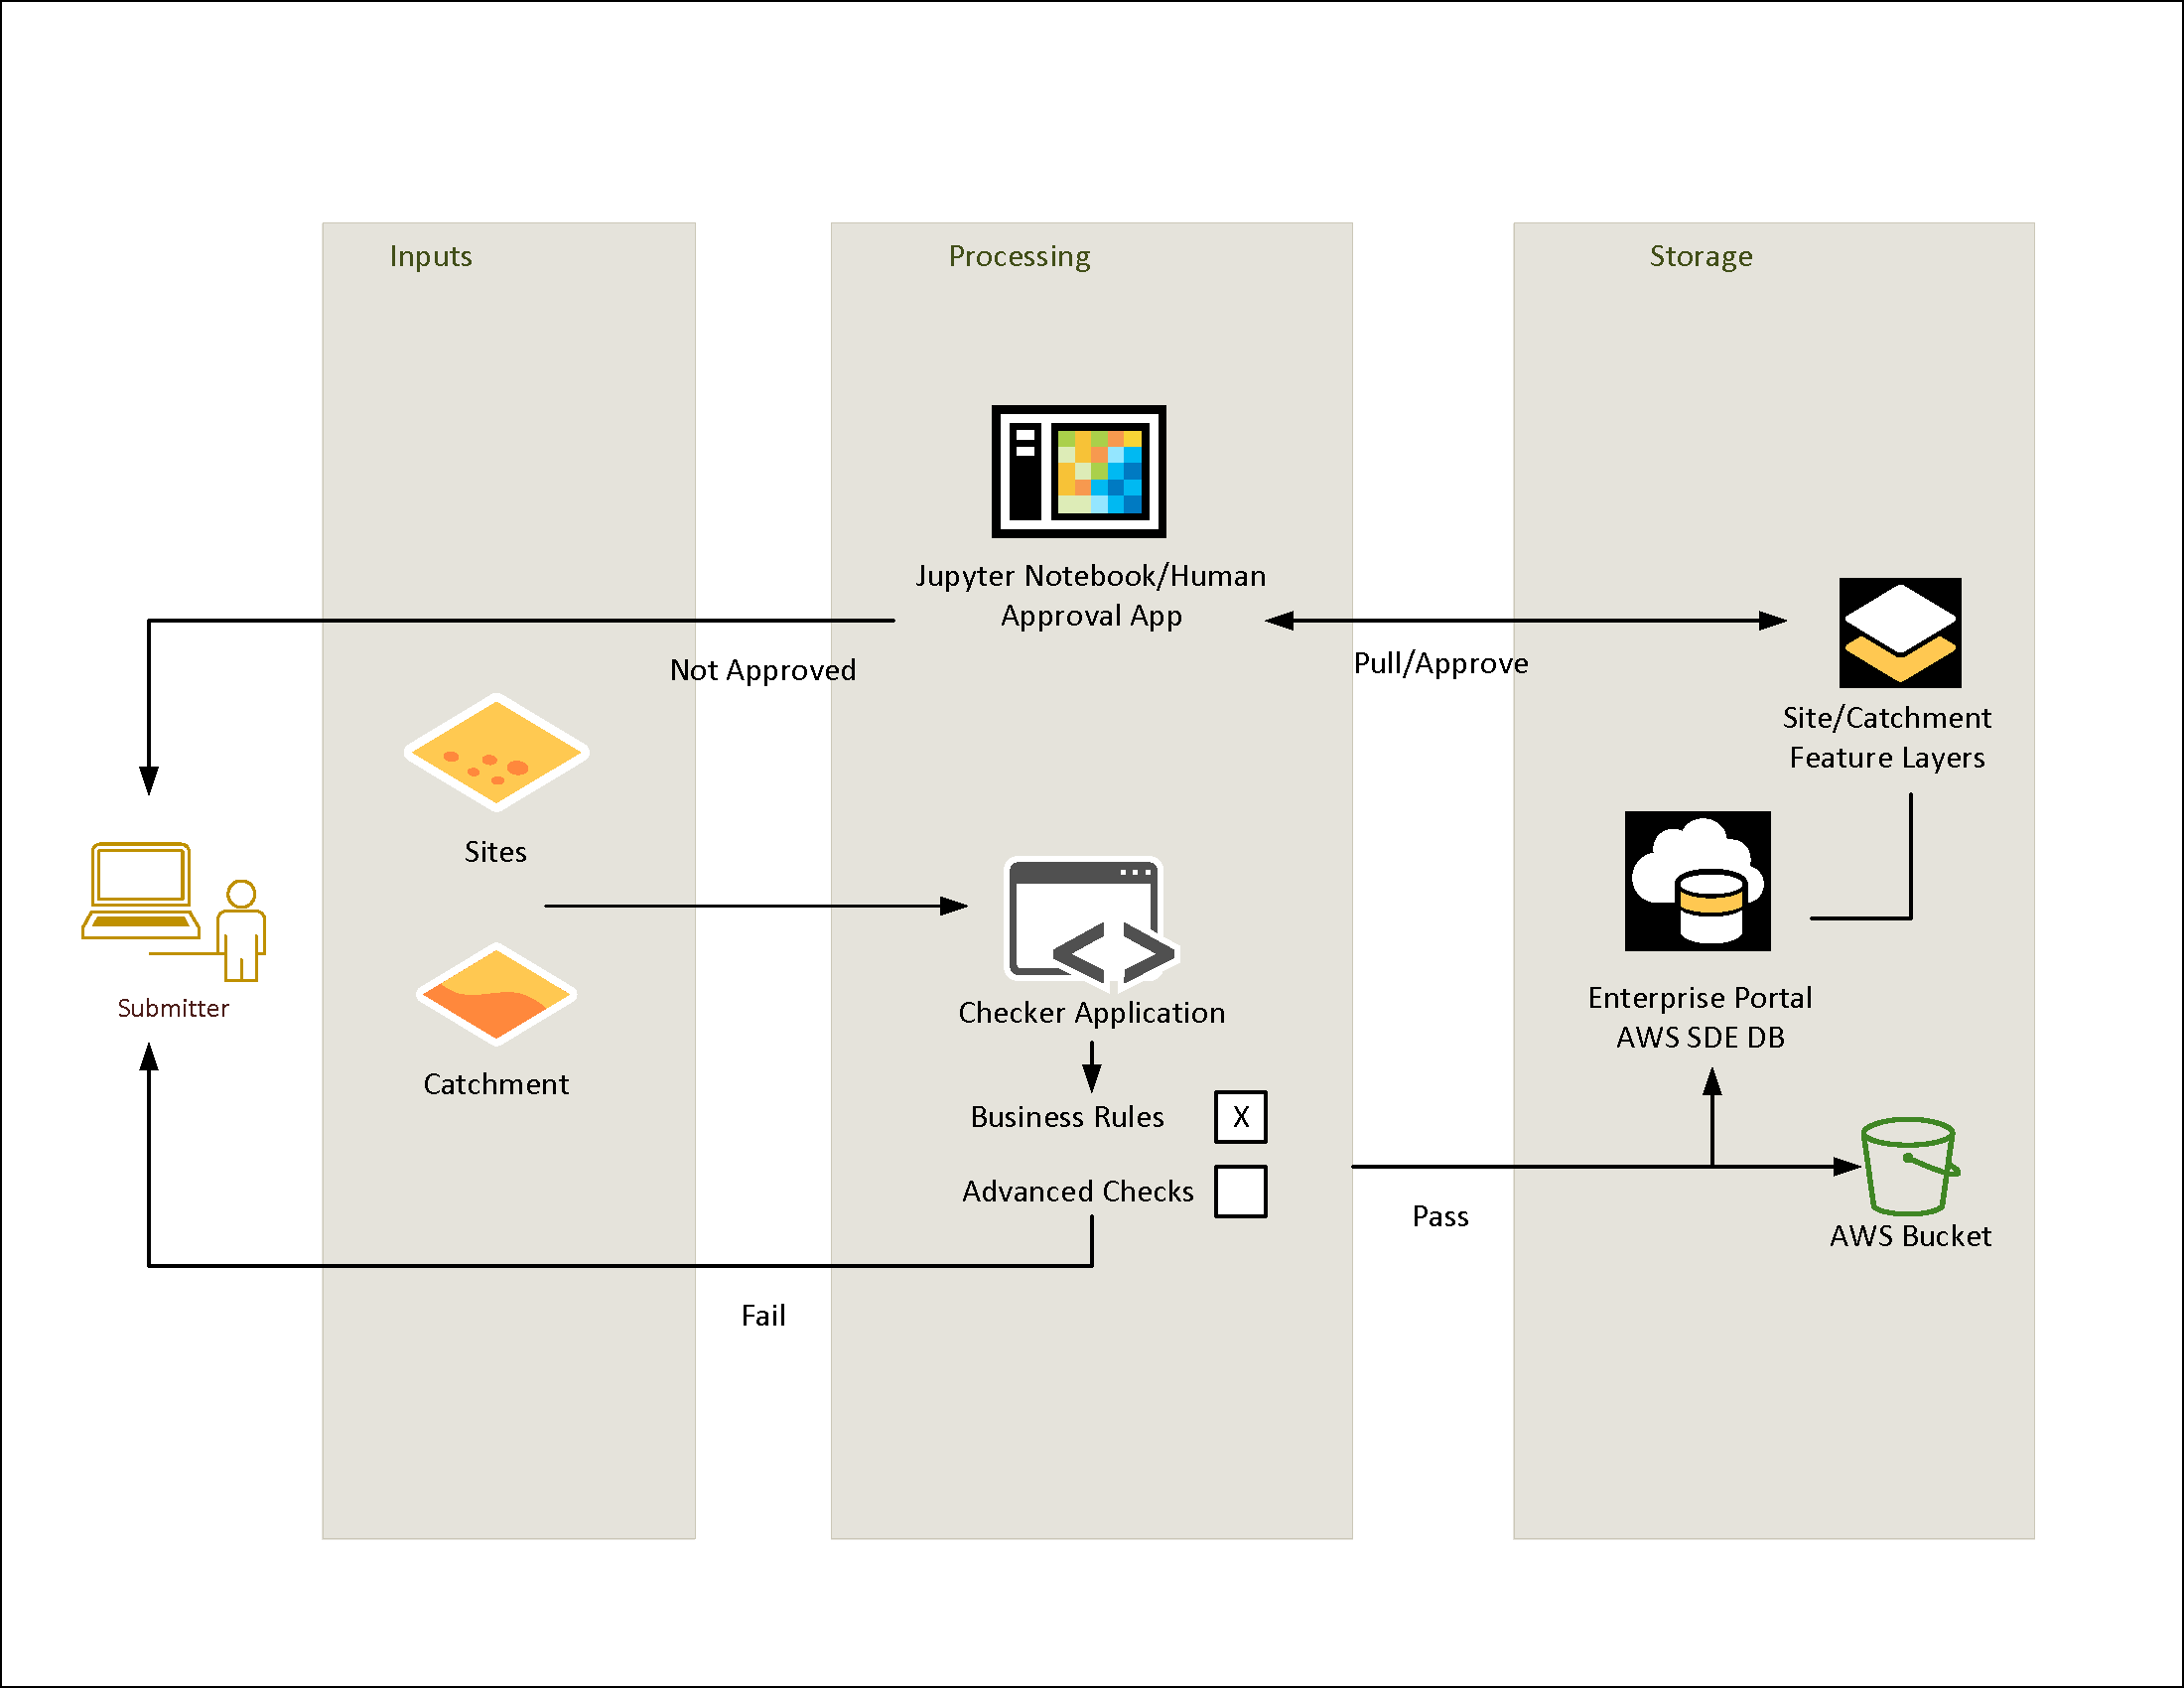 Inputs
Processing
Storage
Jupyter Notebook/Human
Approval App
Not Approved
Pull/Approve
Site/Catchment
Feature Layers
Sites
Submitter
Catchment
Checker Application
Enterprise Portal
AWS SDE DB
Business Rules X
Advanced Checks
Pass
AWS Bucket
Fail